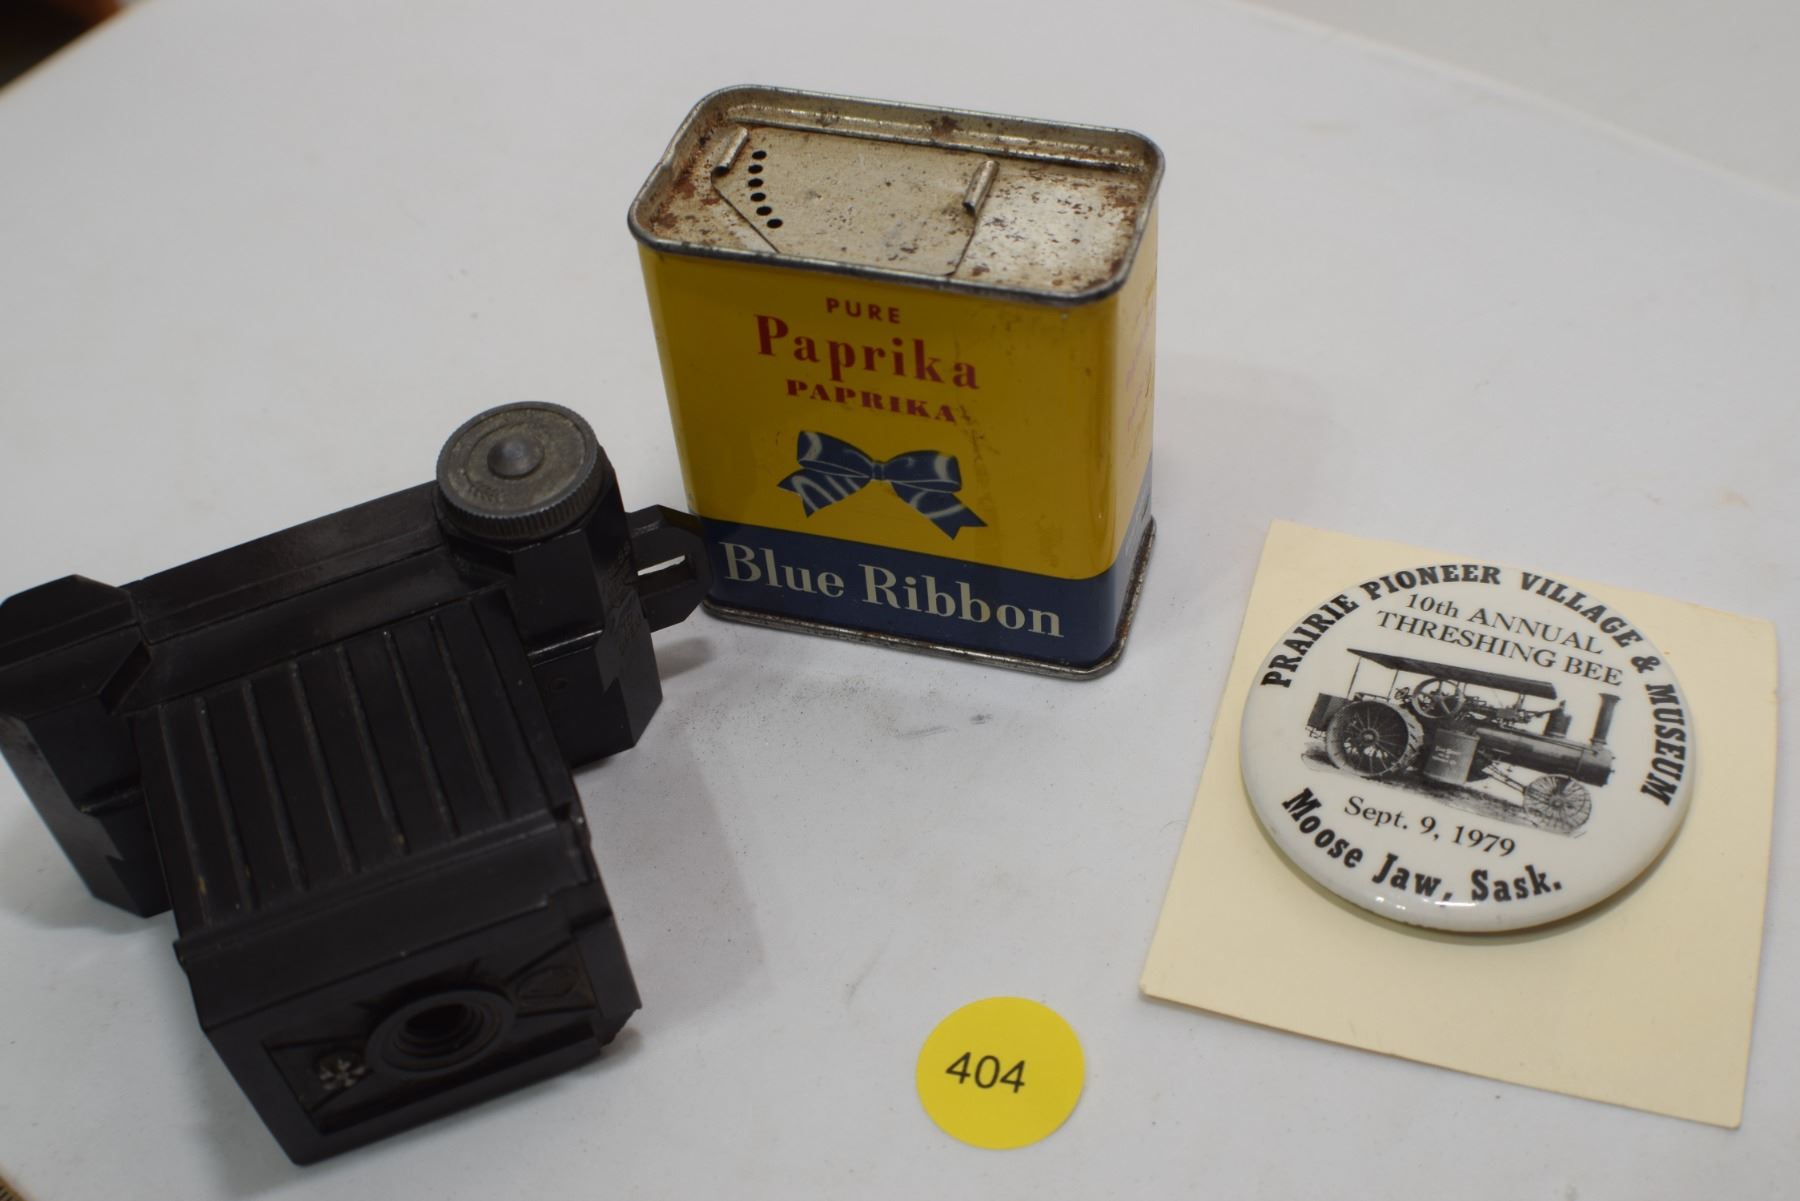 PURE
Paprika
PAPRIKA
Blue Ribbon
PRAIRIE PIONEER VILLAGE & MUSEUM
10th ANNUAL
THRESHING BEE
Sept. 9, 1979
Moose Jaw, Sask.
404